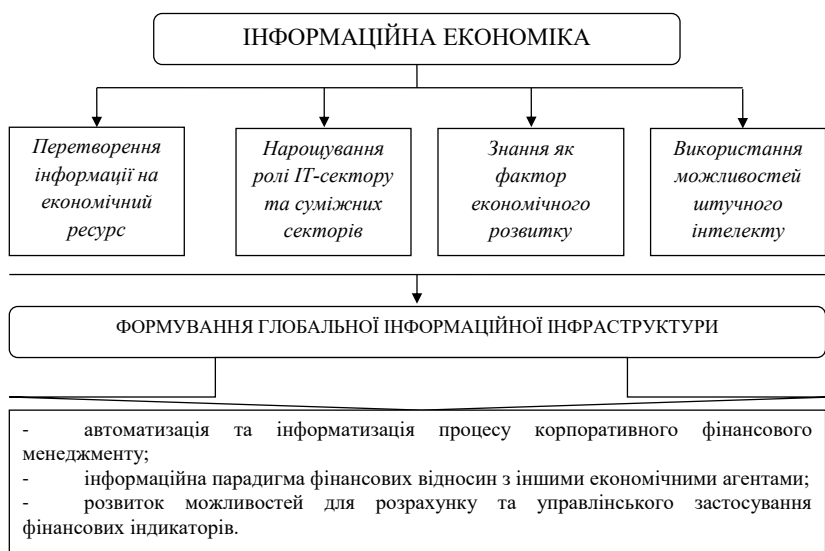 ІНФОРМАЦІЙНА ЕКОНОМІКА
Перетворення
інформації на
економічний
ресурс
Нарощування
ролі ІТ-сектору
та суміжних
секторів
Знання як
фактор
економічного
розвитку
Використання
можливостей
штучного
інтелекту
ФОРМУВАННЯ ГЛОБАЛЬНОЇ ІНФОРМАЦІЙНОЇ ІНФРАСТРУКТУРИ
- автоматизація та інформатизація процесу корпоративного фінансового
менеджменту;
- інформаційна парадигма фінансових відносин з іншими економічними агентами;
- розвиток можливостей для розрахунку та управлінського застосування
фінансових індикаторів.